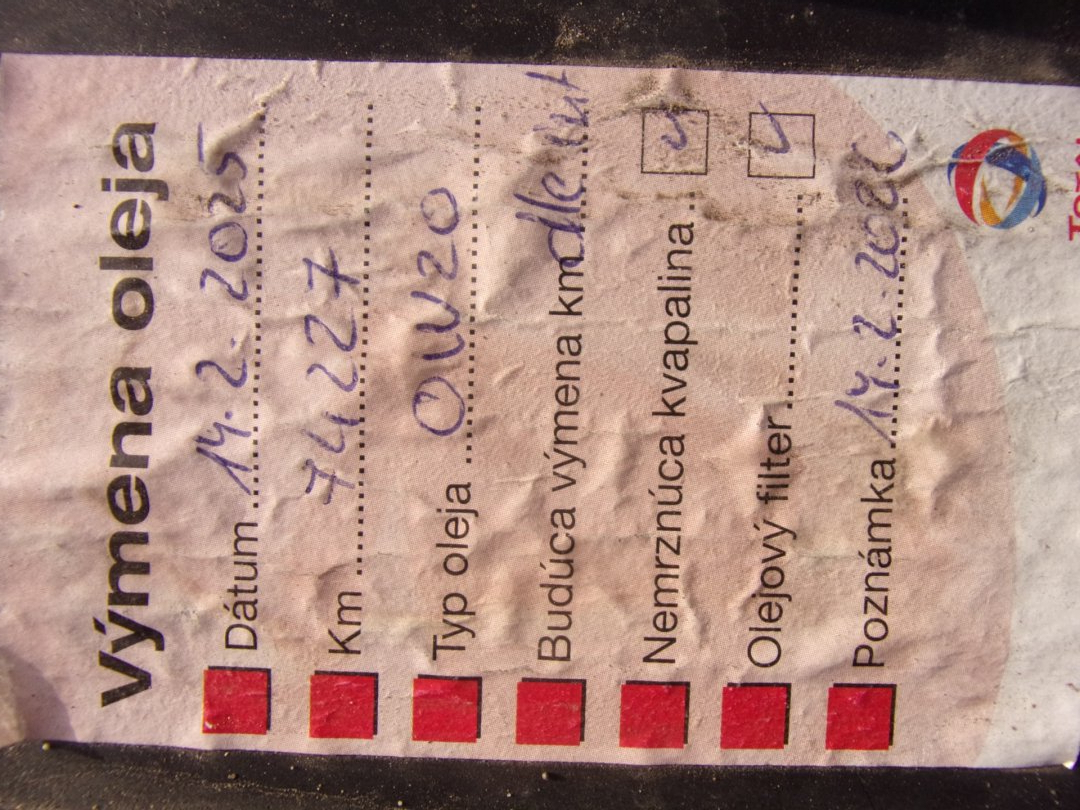 Výmena oleja
Dátum 14.2.2025
Km 74227
Typ oleja 0W20
Budúca výmena km dle
Nemrznúca kvapalina
Olejový filter
Poznámka 14.2.2026